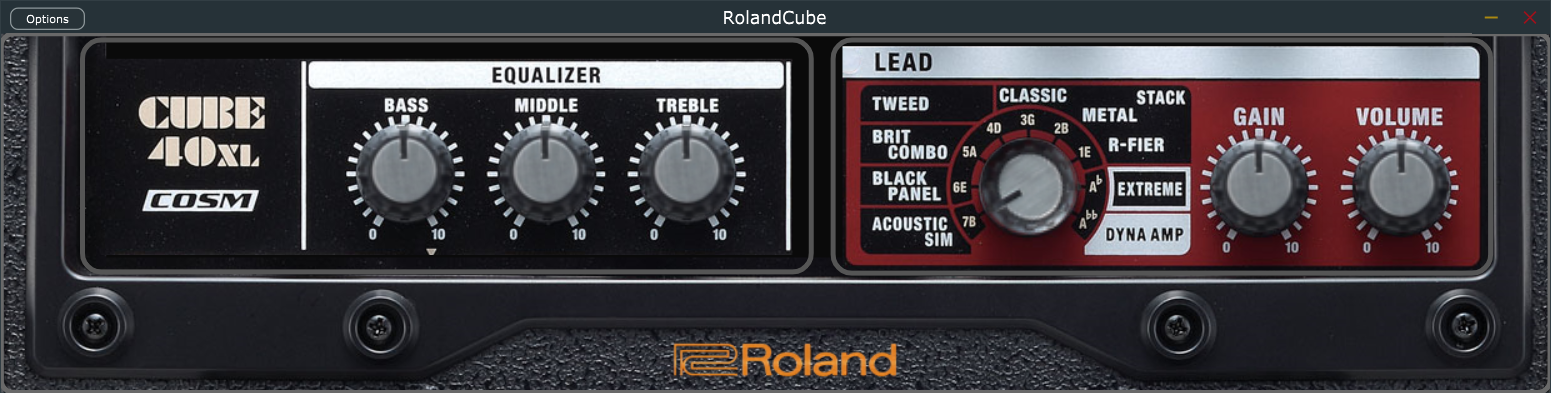 Options
RolandCube
CUBE
40XL
COSM
EQUALIZER
BASS
MIDDLE
TREBLE
0
10
0
10
0
10
LEAD
TWEED
BRIT
COMBO
BLACK
PANEL
ACOUSTIC
SIM
CLASSIC
STACK
METAL
R-FIER
EXTREME
DYNA AMP
7B
6E
5A
4D
3G
2B
1E
A♭
A♭♭
GAIN
VOLUME
0
10
0
10
Roland